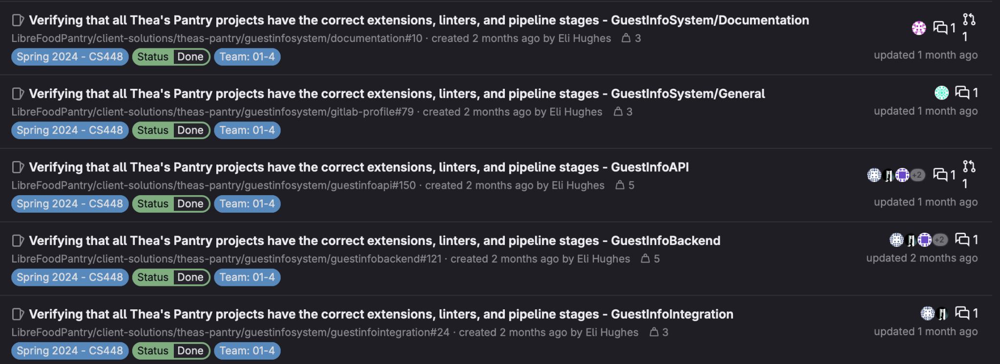 Verifying that all Thea's Pantry projects have the correct extensions, linters, and pipeline stages - GuestInfoSystem/Documentation
1
1
LibreFoodPantry/client-solutions/theas-pantry/guestinfosystem/documentation#10 · created 2 months ago by Eli Hughes 3
updated 1 month ago
Spring 2024 - CS448 Status Done Team: 01-4
Verifying that all Thea's Pantry projects have the correct extensions, linters, and pipeline stages - GuestInfoSystem/General
1
LibreFoodPantry/client-solutions/theas-pantry/guestinfosystem/gitlab-profile#79 · created 2 months ago by Eli Hughes 3
updated 1 month ago
Spring 2024 - CS448 Status Done Team: 01-4
Verifying that all Thea's Pantry projects have the correct extensions, linters, and pipeline stages - GuestInfoAPI
+2 1
1
LibreFoodPantry/client-solutions/theas-pantry/guestinfosystem/guestinfoapi#150 · created 2 months ago by Eli Hughes 5
updated 1 month ago
Spring 2024 - CS448 Status Done Team: 01-4
Verifying that all Thea's Pantry projects have the correct extensions, linters, and pipeline stages - GuestInfoBackend
+2 1
LibreFoodPantry/client-solutions/theas-pantry/guestinfosystem/guestinfobackend#121 · created 2 months ago by Eli Hughes 5
updated 2 months ago
Spring 2024 - CS448 Status Done Team: 01-4
Verifying that all Thea's Pantry projects have the correct extensions, linters, and pipeline stages - GuestInfoIntegration
1
LibreFoodPantry/client-solutions/theas-pantry/guestinfosystem/guestinfointegration#24 · created 2 months ago by Eli Hughes 3
updated 1 month ago
Spring 2024 - CS448 Status Done Team: 01-4